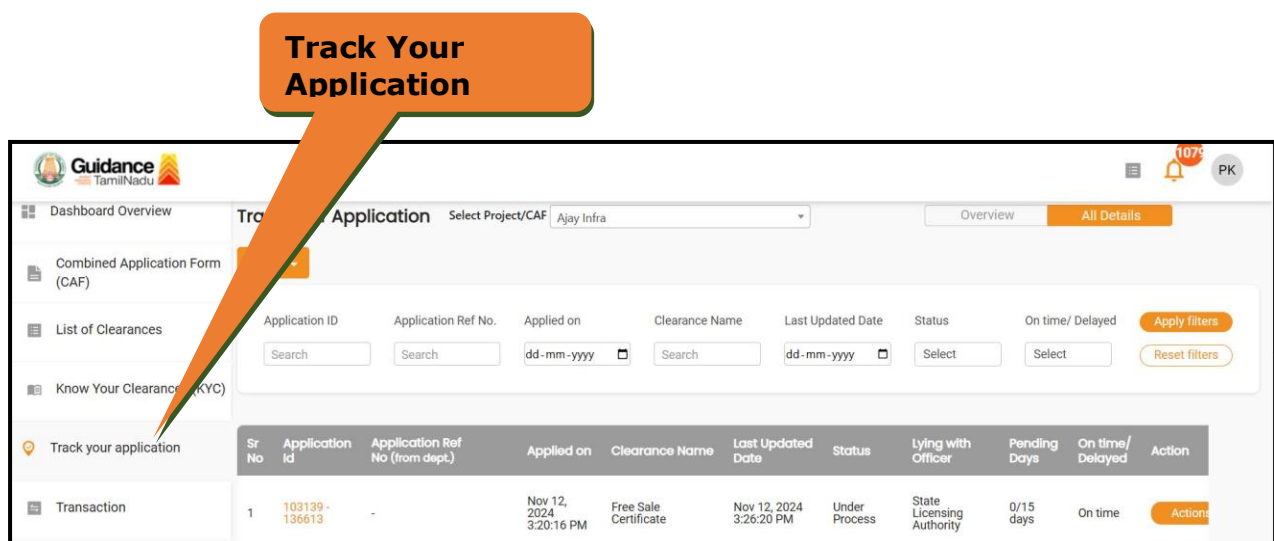 Track Your
Application
Guidance
TamilNadu
1079
PK
Dashboard Overview
Application
Select Project/CAF
Ajay Infra
Overview
All Details
Combined Application Form
(CAF)
List of Clearances
Application ID
Application Ref No.
Applied on
Clearance Name
Last Updated Date
Status
On time/ Delayed
Apply filters
Search
Search
dd-mm-yyyy
Search
dd-mm-yyyy
Select
Select
Reset filters
Know Your Clearance
(KYC)
Track your application
Sr
No
Application
Id
Application Ref
No (from dept.)
Applied on
Clearance Name
Last Updated
Date
Status
Lying with
Officer
Pending
Days
On time/
Delayed
Action
Transaction
1
103139 -
136613
-
Nov 12,
2024
3:20:16 PM
Free Sale
Certificate
Nov 12, 2024
3:26:20 PM
Under
Process
State
Licensing
Authority
0/15
days
On time
Actions